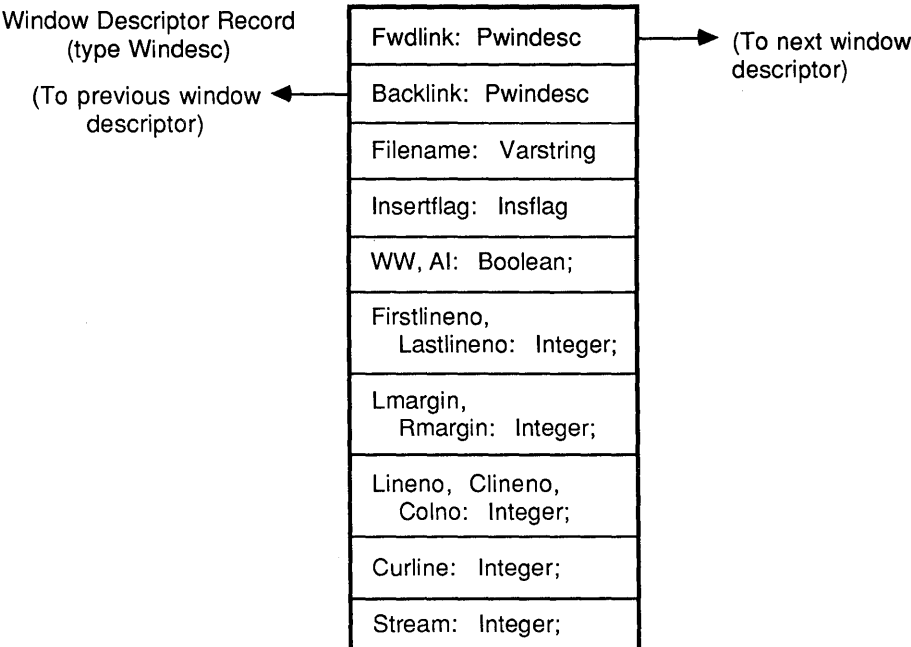 Window Descriptor Record
(type Windesc)
Fwdlink: Pwindesc
(To next window
descriptor)
(To previous window
descriptor)
Backlink: Pwindesc
Filename: Varstring
Insertflag: Insflag
WW, AI: Boolean;
Firstlineno,
Lastlineno: Integer;
Lmargin,
Rmargin: Integer;
Lineno, Clineno,
Colno: Integer;
Curline: Integer;
Stream: Integer;